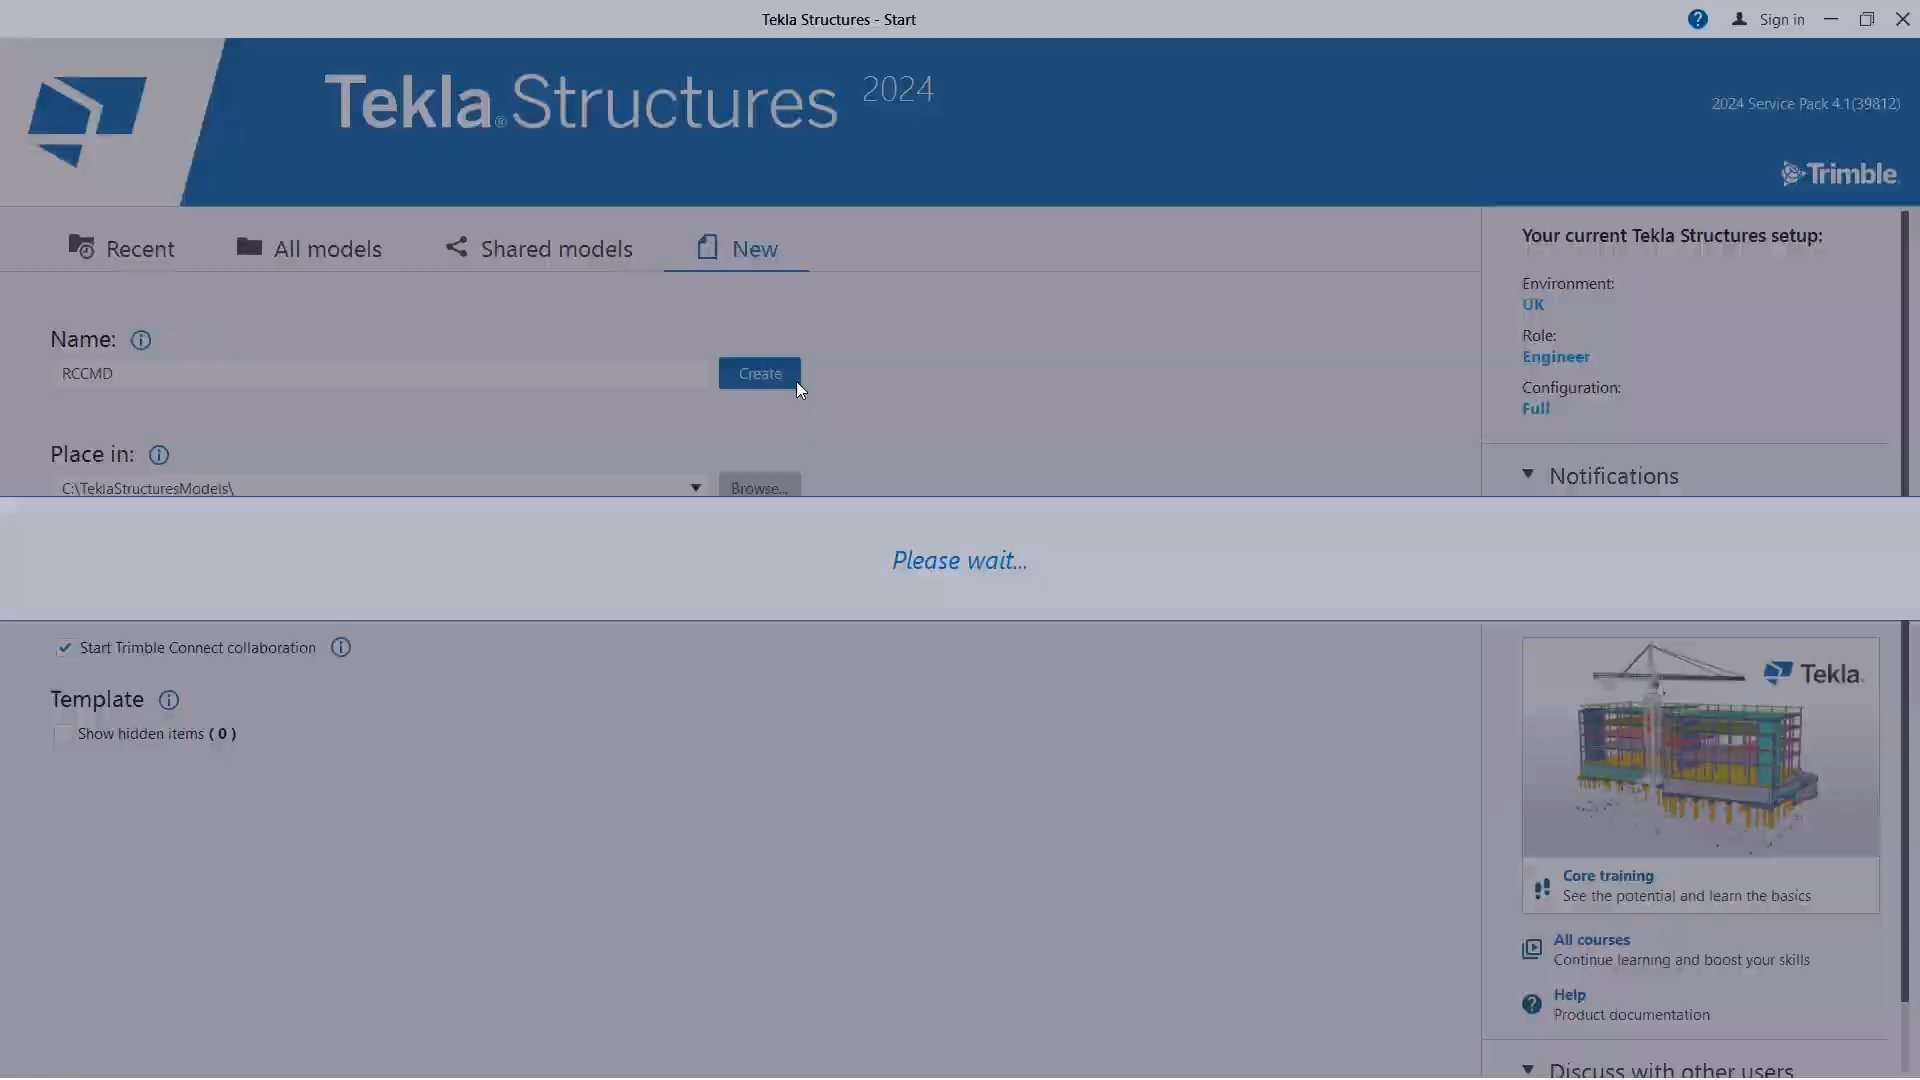 Tekla Structures - Start
? Sign in
Tekla® Structures 2024
2024 Service Pack 4.1(39812)
Trimble
Recent
All models
Shared models
New
Name:
RCCMD
Create
Place in:
C:\TeklaStructuresModels\
Browse...
Please wait...
Start Trimble Connect collaboration
Template
Show hidden items ( 0 )
Your current Tekla Structures setup:
Environment:
UK
Role:
Engineer
Configuration:
Full
Notifications
Tekla
Core training
See the potential and learn the basics
All courses
Continue learning and boost your skills
Help
Product documentation
Discuss with other users